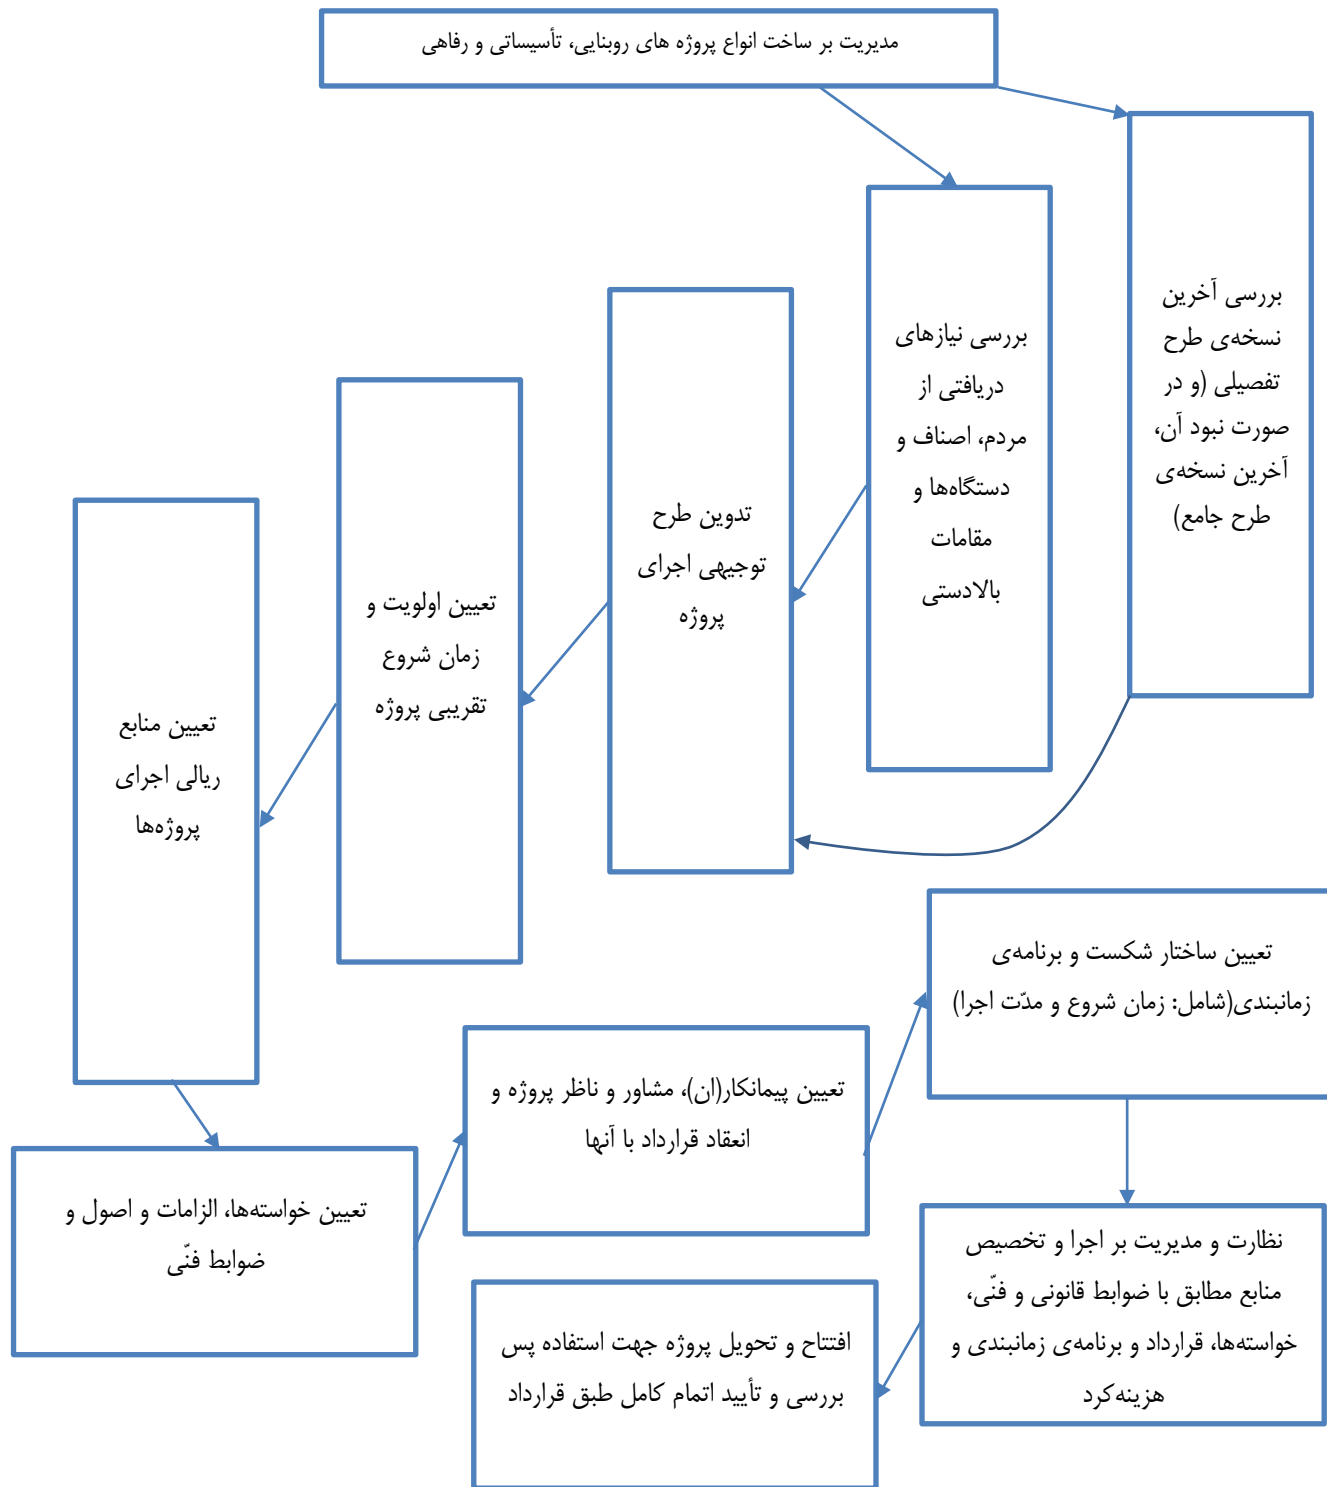 مدیریت بر ساخت انواع پروژه های روبنایی، تأسیساتی و رفاهی
بررسی آخرین
نسخه‌ی طرح
تفصیلی (و در
صورت نبود آن،
آخرین نسخه‌ی
طرح جامع)
بررسی نیازهای
دریافتی از
مردم، اصناف و
دستگاه‌ها و
مقامات
بالادستی
تدوین طرح
توجیهی اجرای
پروژه
تعیین اولویت و
زمان شروع
تقریبی پروژه
تعیین منابع
ریالی اجرای
پروژه‌ها
تعیین خواسته‌ها، الزامات و اصول و
ضوابط فنّی
تعیین پیمانکار(ان)، مشاور و ناظر پروژه و
انعقاد قرارداد با آنها
تعیین ساختار شکست و برنامه‌ی
زمانبندی(شامل: زمان شروع و مدّت اجرا)
نظارت و مدیریت بر اجرا و تخصیص
منابع مطابق با ضوابط قانونی و فنّی،
خواسته‌ها، قرارداد و برنامه‌ی زمانبندی و
هزینه‌کرد
افتتاح و تحویل پروژه جهت استفاده پس
بررسی و تأیید اتمام کامل طبق قرارداد